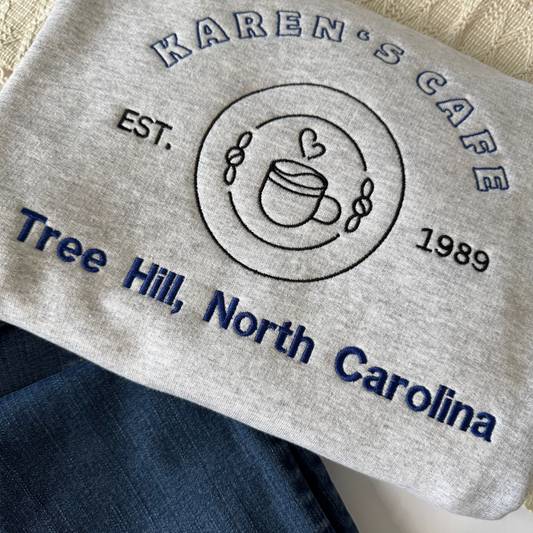 KAREN'S CAFE
EST.
1989
Tree Hill, North Carolina